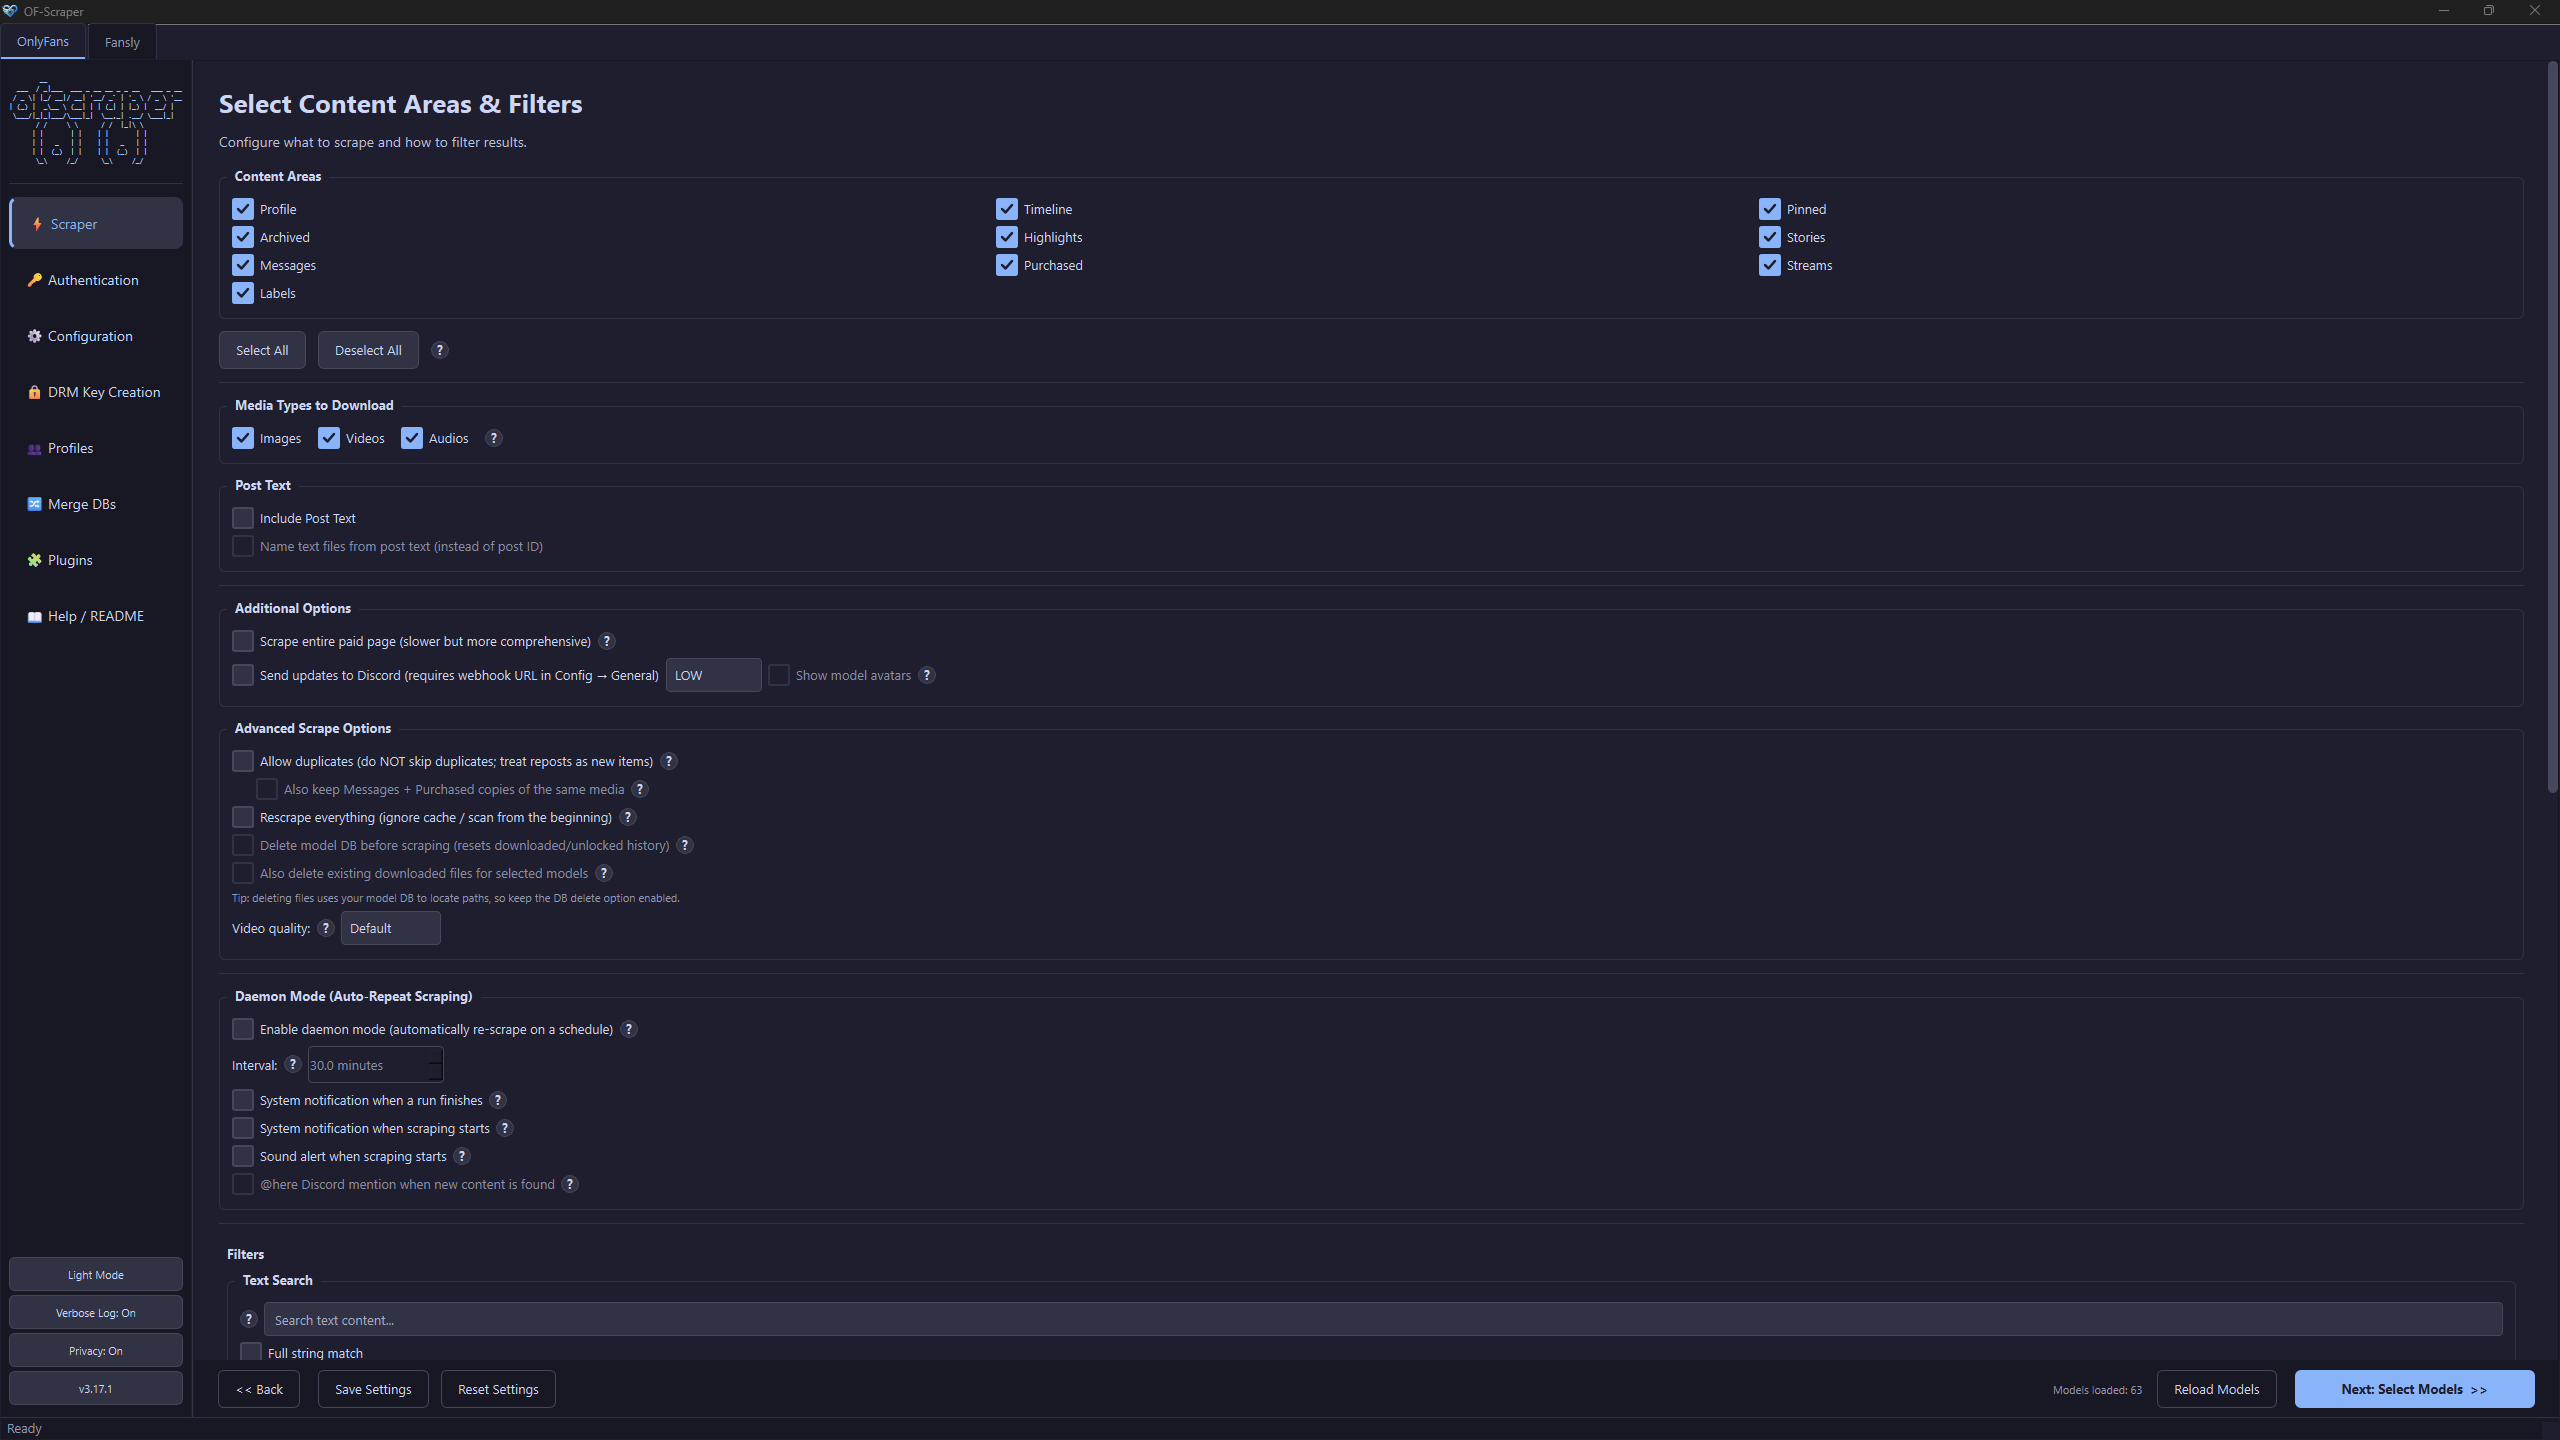 OF-Scraper
OnlyFans
Fansly
Scraper
Authentication
Configuration
DRM Key Creation
Profiles
Merge DBs
Plugins
Help / README
Light Mode
Verbose Log: On
Privacy: On
v3.17.1
Select Content Areas & Filters
Configure what to scrape and how to filter results.
Content Areas
Profile
Timeline
Pinned
Archived
Highlights
Stories
Messages
Purchased
Streams
Labels
Select All
Deselect All
?
Media Types to Download
Images
Videos
Audios
?
Post Text
Include Post Text
Name text files from post text (instead of post ID)
Additional Options
Scrape entire paid page (slower but more comprehensive) ?
Send updates to Discord (requires webhook URL in Config → General) LOW Show model avatars ?
Advanced Scrape Options
Allow duplicates (do NOT skip duplicates; treat reposts as new items) ?
Also keep Messages + Purchased copies of the same media ?
Rescrape everything (ignore cache / scan from the beginning) ?
Delete model DB before scraping (resets downloaded/unlocked history) ?
Also delete existing downloaded files for selected models ?
Tip: deleting files uses your model DB to locate paths, so keep the DB delete option enabled.
Video quality: ? Default
Daemon Mode (Auto-Repeat Scraping)
Enable daemon mode (automatically re-scrape on a schedule) ?
Interval: ? 30.0 minutes
System notification when a run finishes ?
System notification when scraping starts ?
Sound alert when scraping starts ?
@here Discord mention when new content is found ?
Filters
Text Search
? Search text content...
Full string match
<< Back
Save Settings
Reset Settings
Models loaded: 63
Reload Models
Next: Select Models >>
Ready